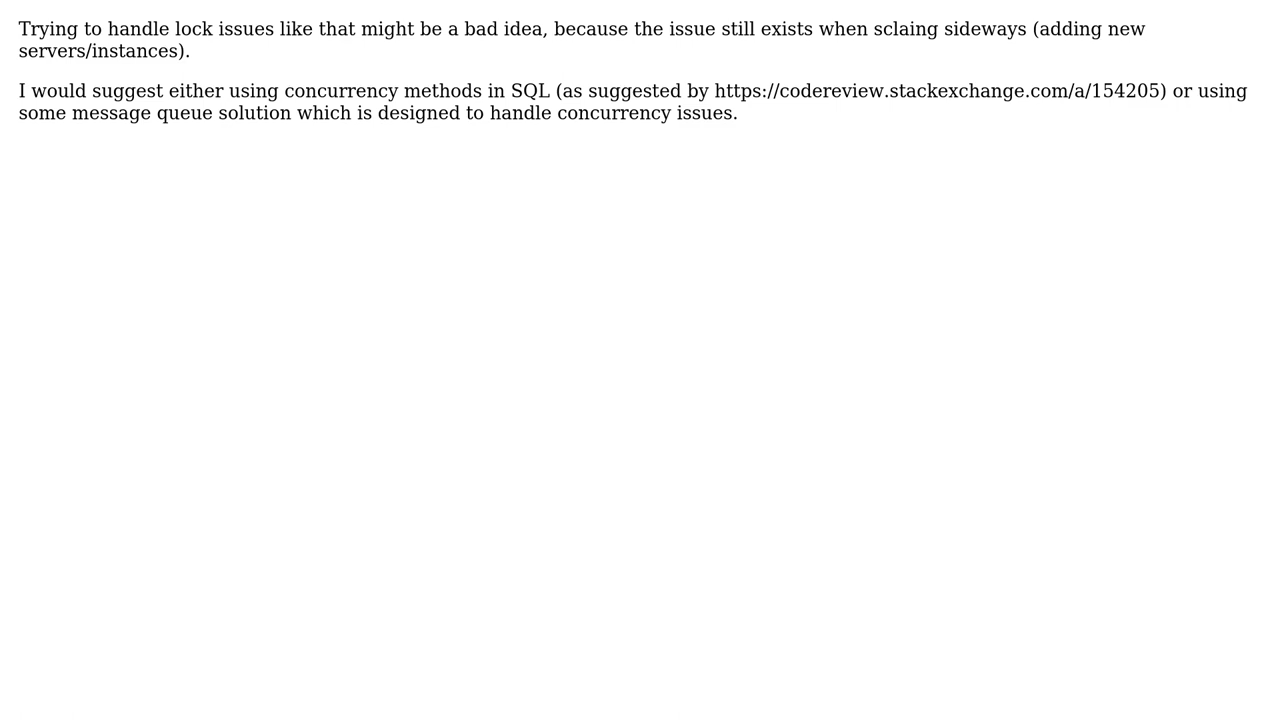 Trying to handle lock issues like that might be a bad idea, because the issue still exists when sclaing sideways (adding new
servers/instances).
I would suggest either using concurrency methods in SQL (as suggested by https://codereview.stackexchange.com/a/154205) or using
some message queue solution which is designed to handle concurrency issues.